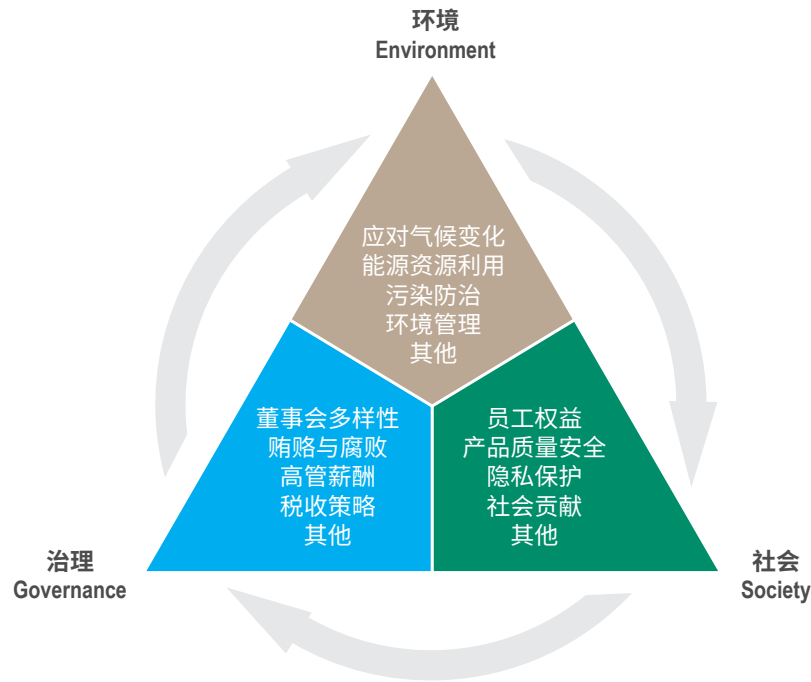 环境
Environment
应对气候变化
能源资源利用
污染防治
环境管理
其他
董事会多样性
贿赂与腐败
高管薪酬
税收策略
其他
员工权益
产品质量安全
隐私保护
社会贡献
其他
治理
Governance
社会
Society